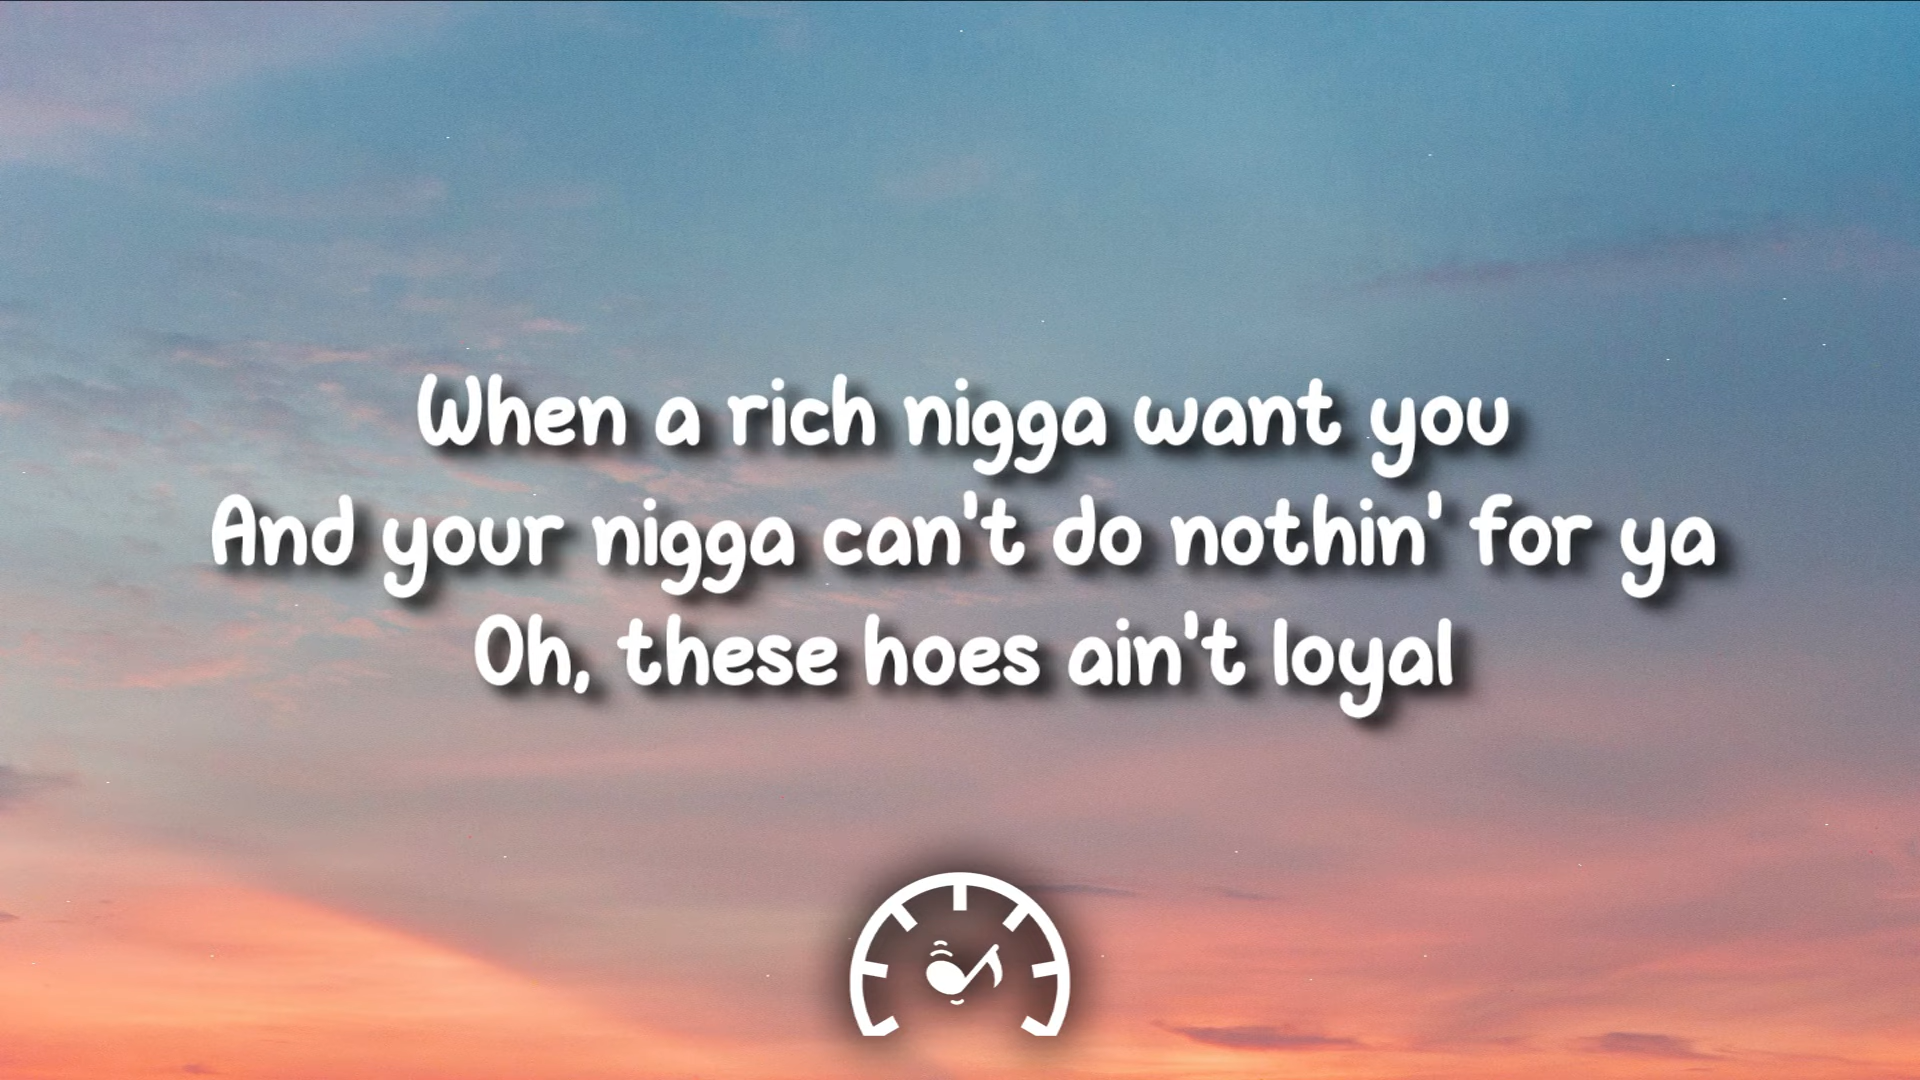 When a rich nigga want you
And your nigga can't do nothin' for ya
Oh, these hoes ain't loyal